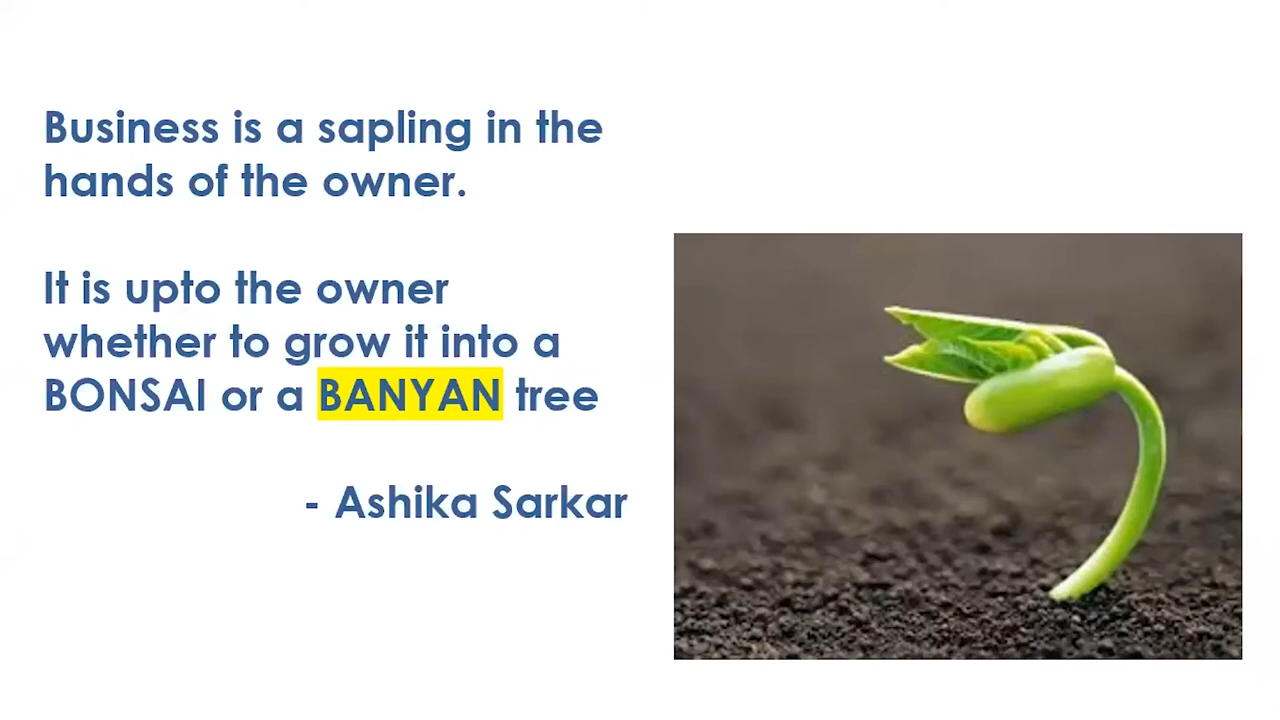 Business is a sapling in the
hands of the owner.
It is upto the owner
whether to grow it into a
BONSAI or a BANYAN tree
- Ashika Sarkar